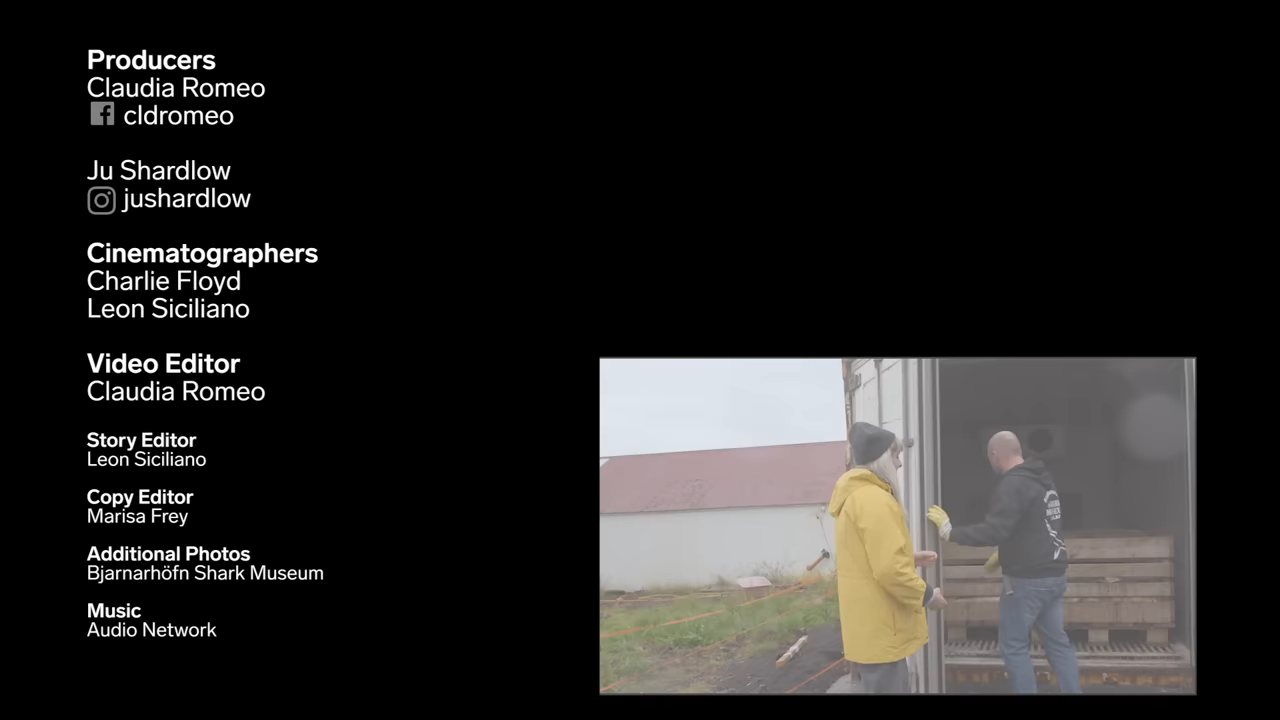 Producers
Claudia Romeo
cldromeo
Ju Shardlow
jushardlow
Cinematographers
Charlie Floyd
Leon Siciliano
Video Editor
Claudia Romeo
Story Editor
Leon Siciliano
Copy Editor
Marisa Frey
Additional Photos
Bjarnarhöfn Shark Museum
Music
Audio Network